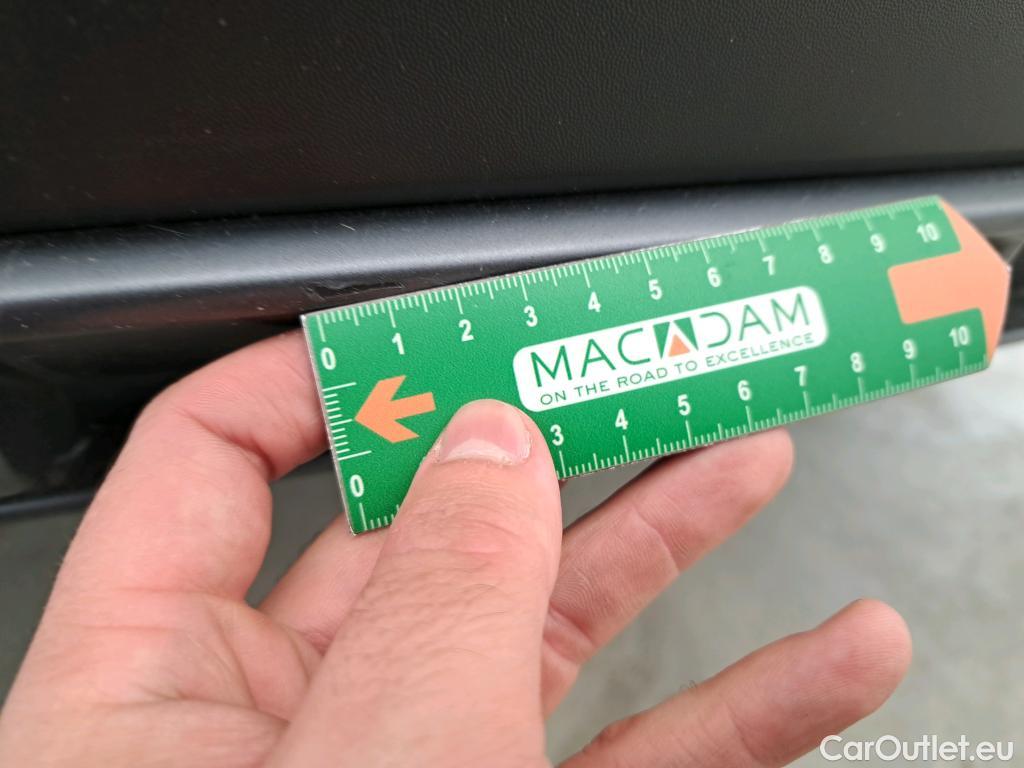 0 1 2 3 4 5 6 7 8 9 10
MACADAM
ON THE ROAD TO EXCELLENCE
0 3 4 5 6 7 8 9 10
CarOutlet.eu